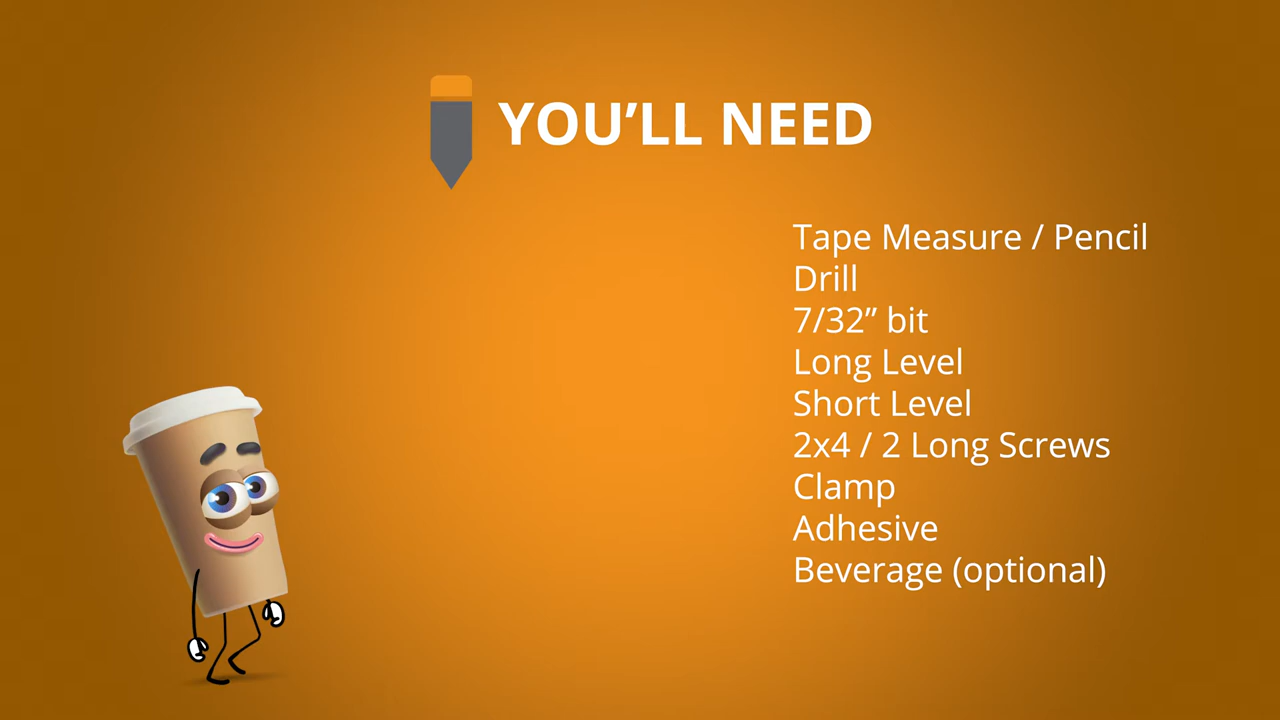 YOU’LL NEED
Tape Measure / Pencil
Drill
7/32” bit
Long Level
Short Level
2x4 / 2 Long Screws
Clamp
Adhesive
Beverage (optional)